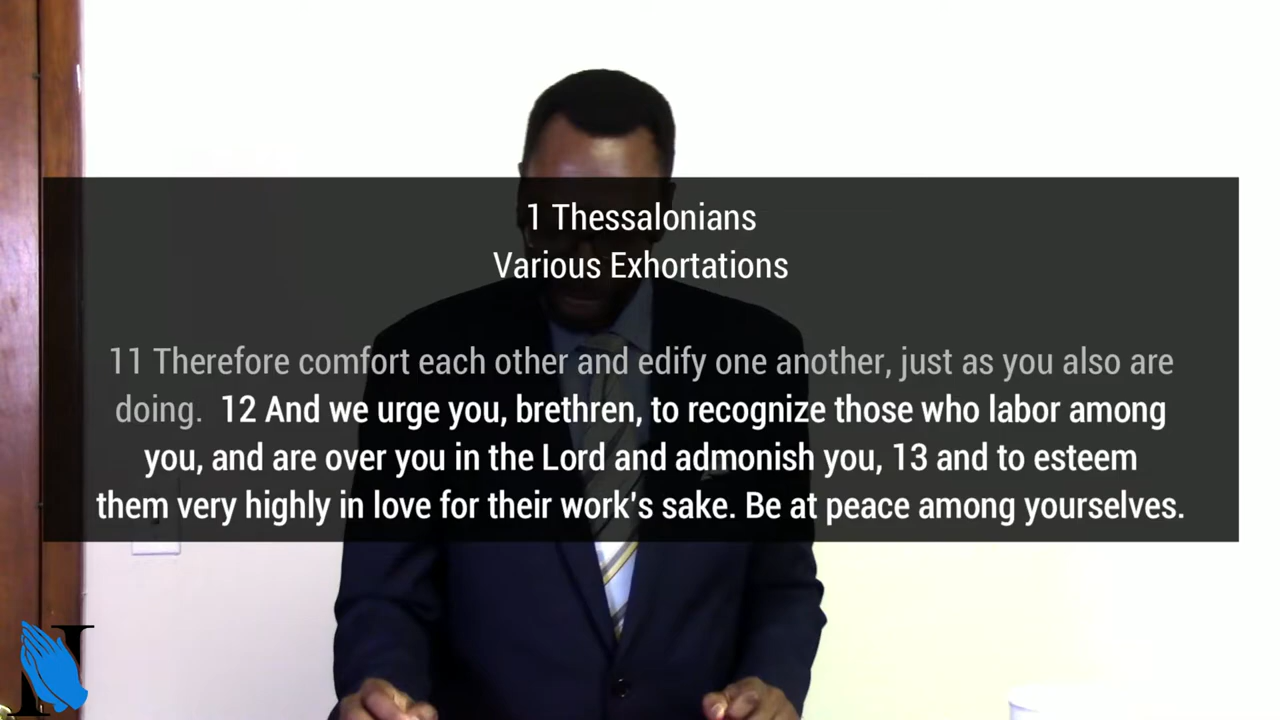 1 Thessalonians
Various Exhortations
11 Therefore comfort each other and edify one another, just as you also are
doing. 12 And we urge you, brethren, to recognize those who labor among
you, and are over you in the Lord and admonish you, 13 and to esteem
them very highly in love for their work's sake. Be at peace among yourselves.
N